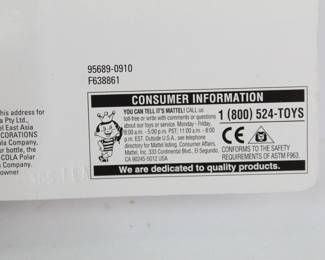 95689-0910
F638861
this address for
a Pty Ltd.,
el East Asia
CORATIONS
ola Company,
ur bottle, the
-COLA Polar
owner
CONSUMER INFORMATION
YOU CAN TELL IT'S MATTEL! CALL us
toll-free or write with comments or questions
about our toys or service. Monday - Friday,
8:00 a.m. - 5:00 p.m. PST; 11:00 a.m. - 8:00
p.m. EST. Outside U.S.A., see telephone
directory for Mattel listing. Consumer Affairs,
Mattel, Inc. 333 Continental Blvd., El Segundo,
CA 90245-5012 USA
1 (800) 524-TOYS
CE
CONFORMS TO THE SAFETY
REQUIREMENTS OF ASTM F963.
We are dedicated to quality products.